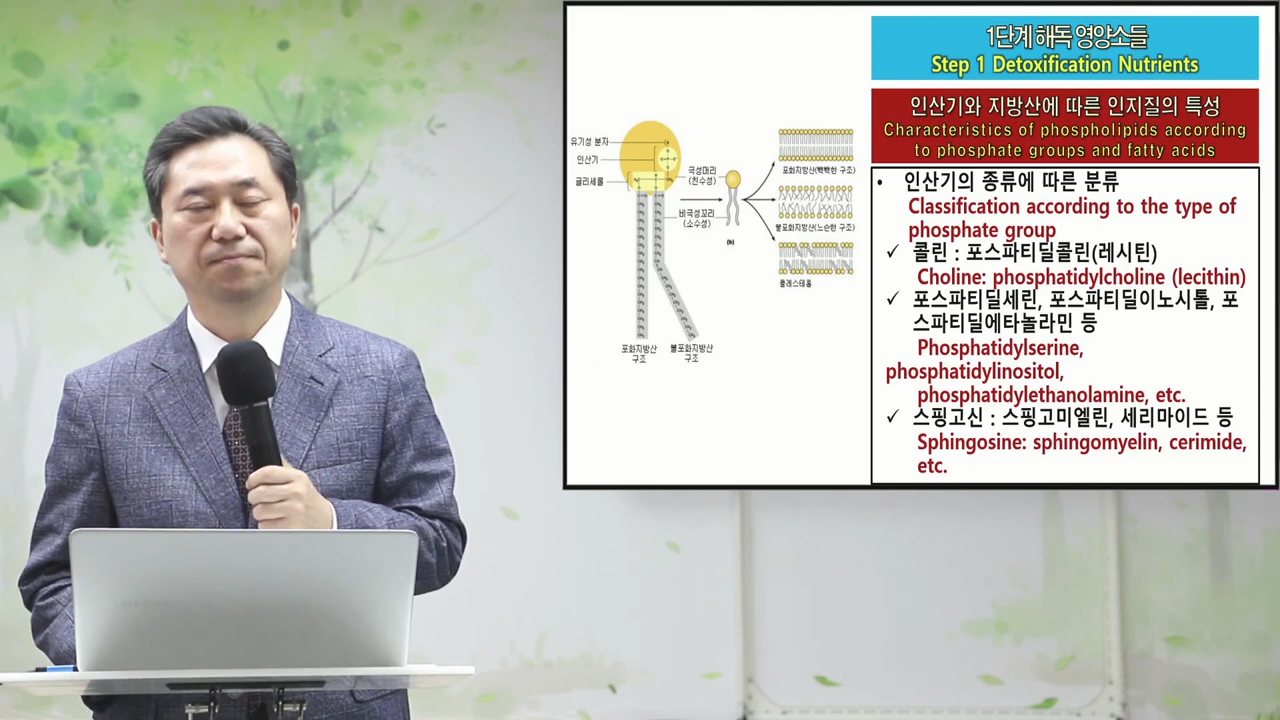 1단계 해독 영양소들
Step 1 Detoxification Nutrients
인산기와 지방산에 따른 인지질의 특성
Characteristics of phospholipids according
to phosphate groups and fatty acids
• 인산기의 종류에 따른 분류
Classification according to the type of
phosphate group
✓ 콜린 : 포스파티딜콜린(레시틴)
Choline: phosphatidylcholine (lecithin)
✓ 포스파티딜세린, 포스파티딜이노시톨, 포
스파티딜에타놀라민 등
Phosphatidylserine,
phosphatidylinositol,
phosphatidylethanolamine, etc.
✓ 스핑고신 : 스핑고미엘린, 세리마이드 등
Sphingosine: sphingomyelin, cerimide,
etc.
유기성 분자
인산기
글리세롤
극성머리
(친수성)
비극성꼬리
(소수성)
포화지방산
구조
불포화지방산
구조
(b)
포화지방산(빽빽한 구조)
불포화지방산(느슨한 구조)
콜레스테롤